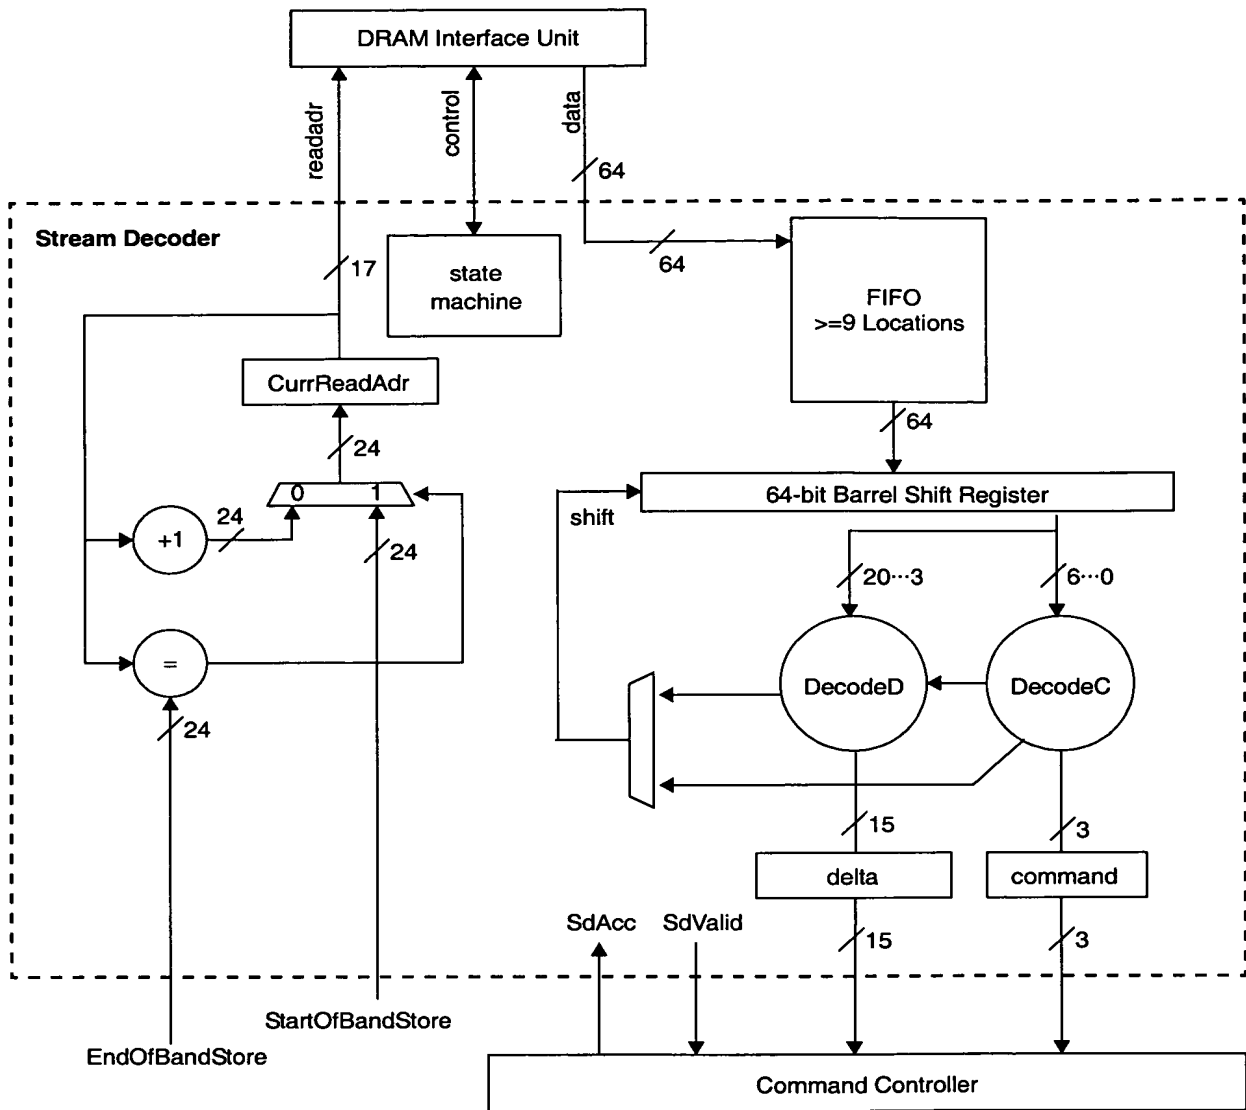 DRAM Interface Unit
readadr
control
data
64
Stream Decoder
17
state
machine
64
FIFO
>=9 Locations
CurrReadAdr
24
64
0 1
64-bit Barrel Shift Register
shift
+1
24
24
20...3
6...0
=
DecodeD
DecodeC
24
15
3
delta
command
SdAcc
SdValid
15
3
StartOfBandStore
EndOfBandStore
Command Controller